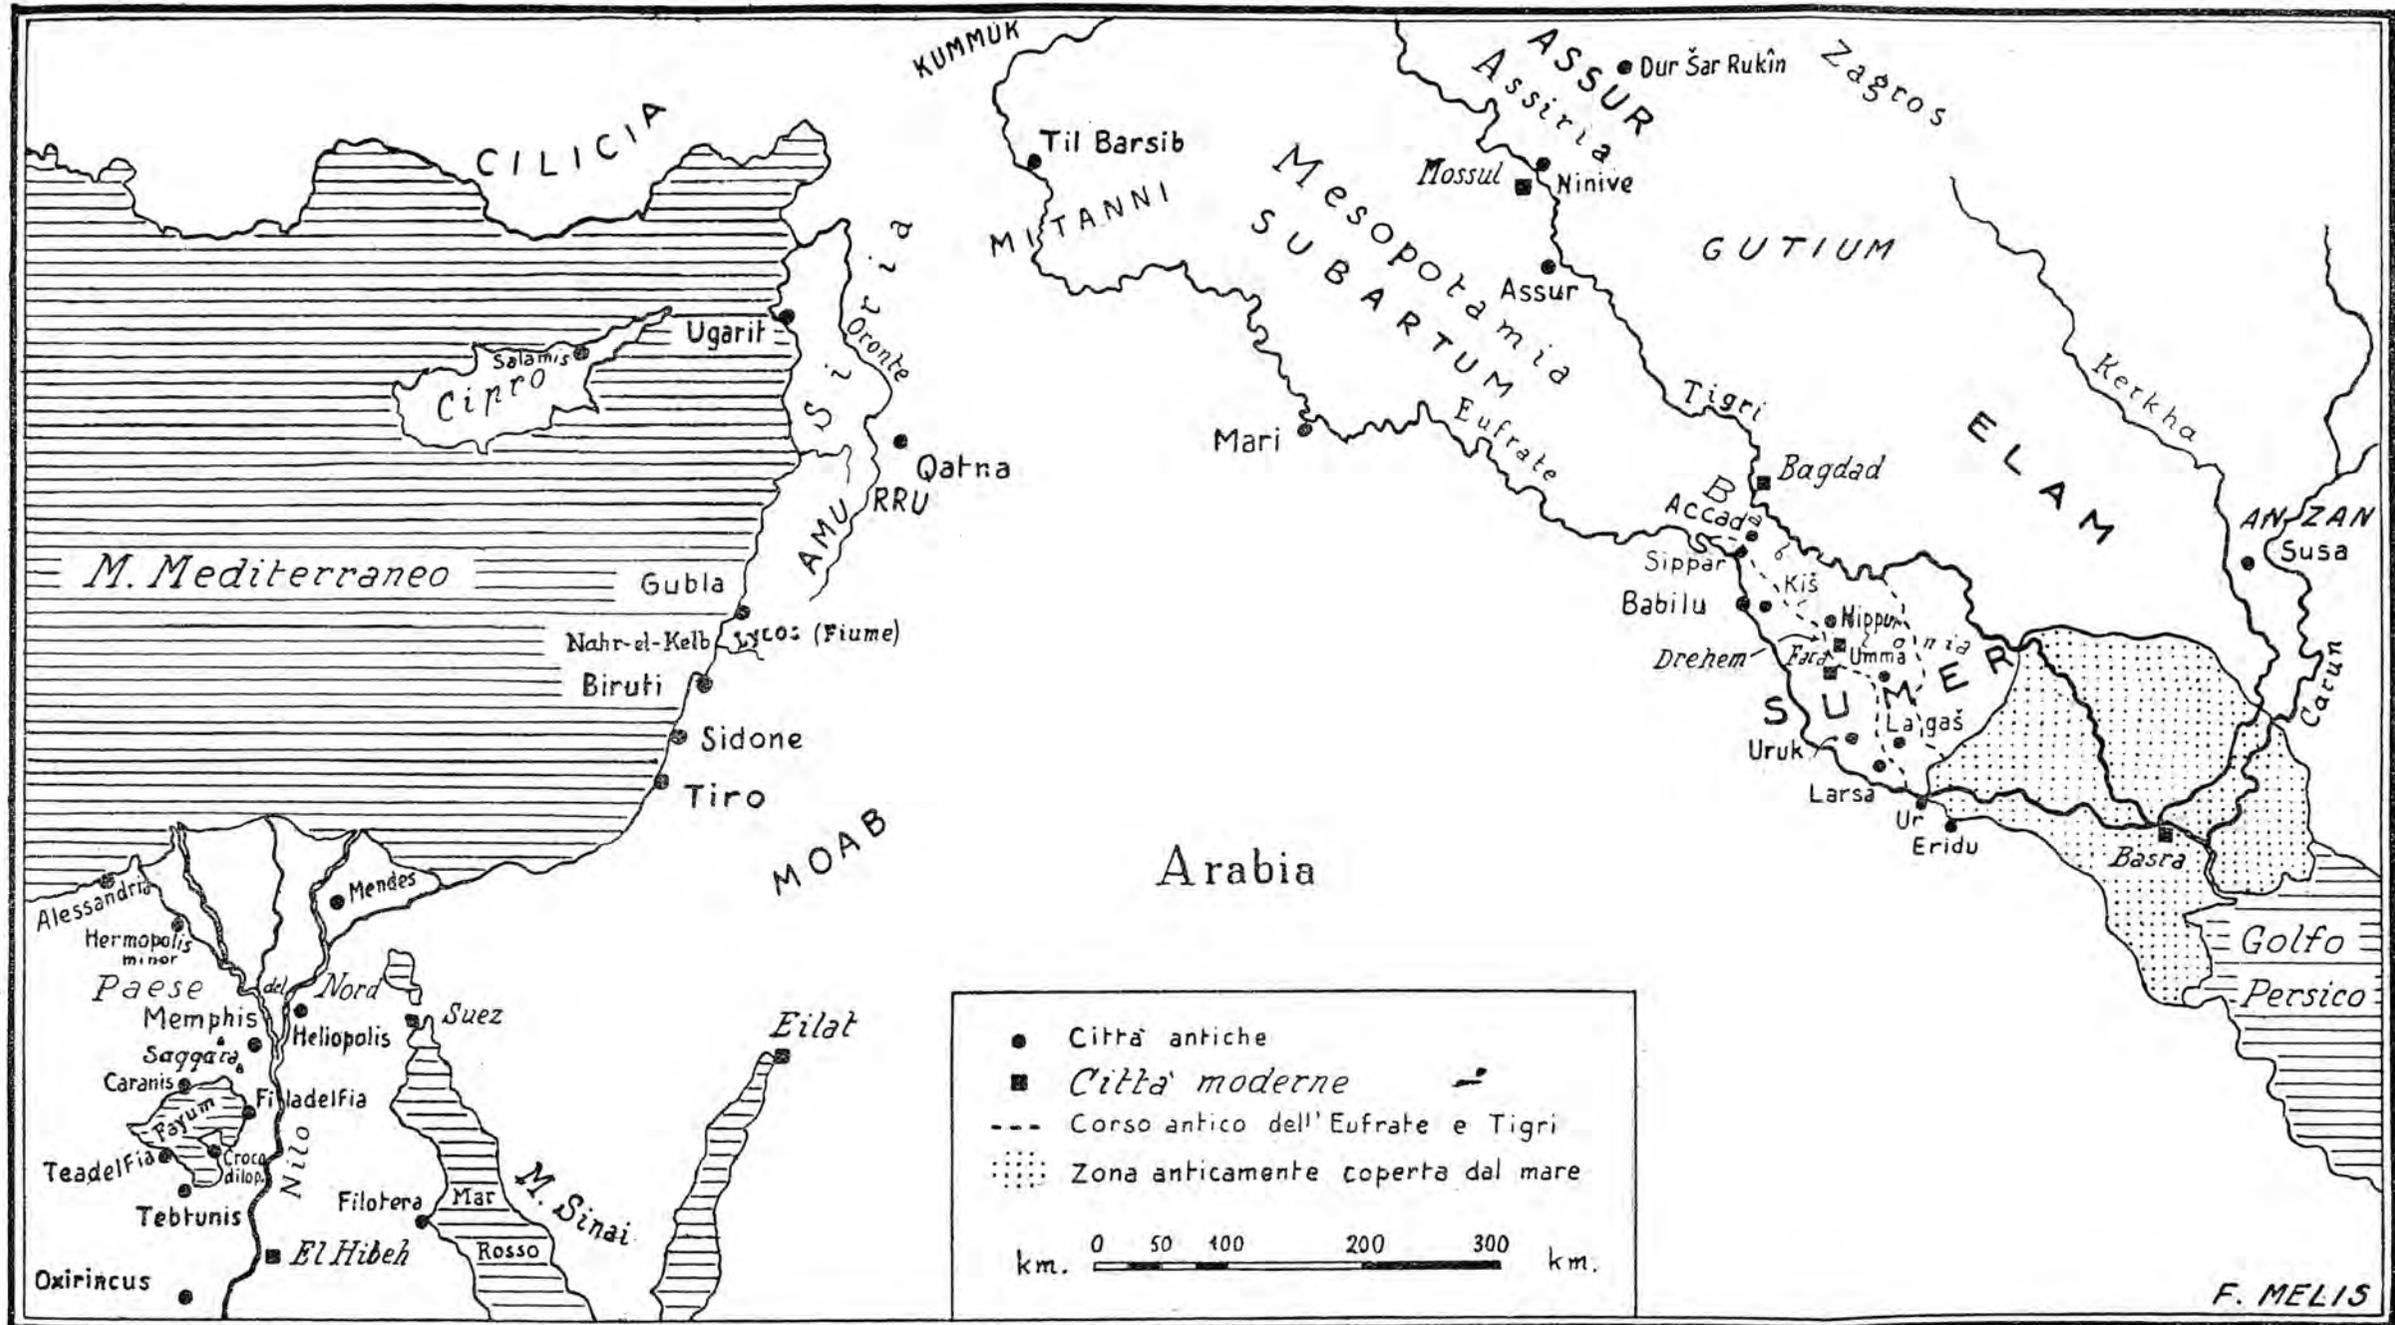 KUMMUK
ASSUR
Assiria
Dur Šar Rukîn
Zagros
CILICIA
Til Barsib
MITANNI
Mesopotamia
SUBARTUM
Mossul
Ninive
Assur
GUTIUM
Siria
Ugarit
Oronte
Salamis
Cipro
Qatna
AMURRU
Mari
Eufrate
Tigri
Kerkha
ELAM
Bagdad
Accad
Sippar
Kiš
Babilu
Nippur
Drehem
Fara
Umma
SUMER
Lagaš
Uruk
Larsa
Ur
Eridu
Basra
ANZAN
Susa
Carun
M. Mediterraneo
Gubla
Nahr-el-Kelb
Lycos (Fiume)
Biruti
Sidone
Tiro
MOAB
Arabia
Golfo
Persico
Alessandria
Mendes
Hermopolis
minor
Paese del Nord
Memphis
Heliopolis
Saggara
Caranis
Filadelfia
Fayum
Teadelfia
Croco
dilop.
Tebtunis
Nilo
Oxirincus
El Hibeh
Suez
Filotera
Mar
Rosso
M. Sinai
Eilat
Città antiche
Città moderne
Corso antico dell' Eufrate e Tigri
Zona anticamente coperta dal mare
km. 0 50 100 200 300 km.
F. MELIS